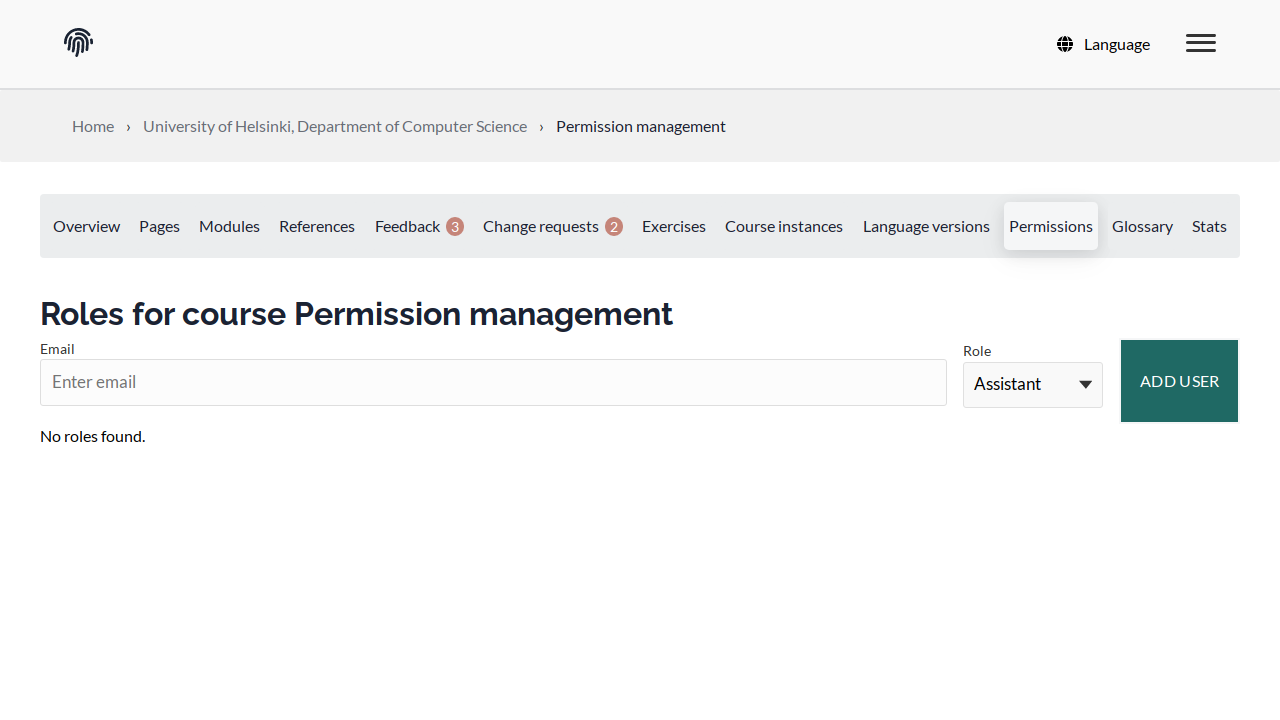 Language
Home › University of Helsinki, Department of Computer Science › Permission management
Overview Pages Modules References Feedback 3 Change requests 2 Exercises Course instances Language versions Permissions Glossary Stats
Roles for course Permission management
Email
Role
Enter email
Assistant
ADD USER
No roles found.